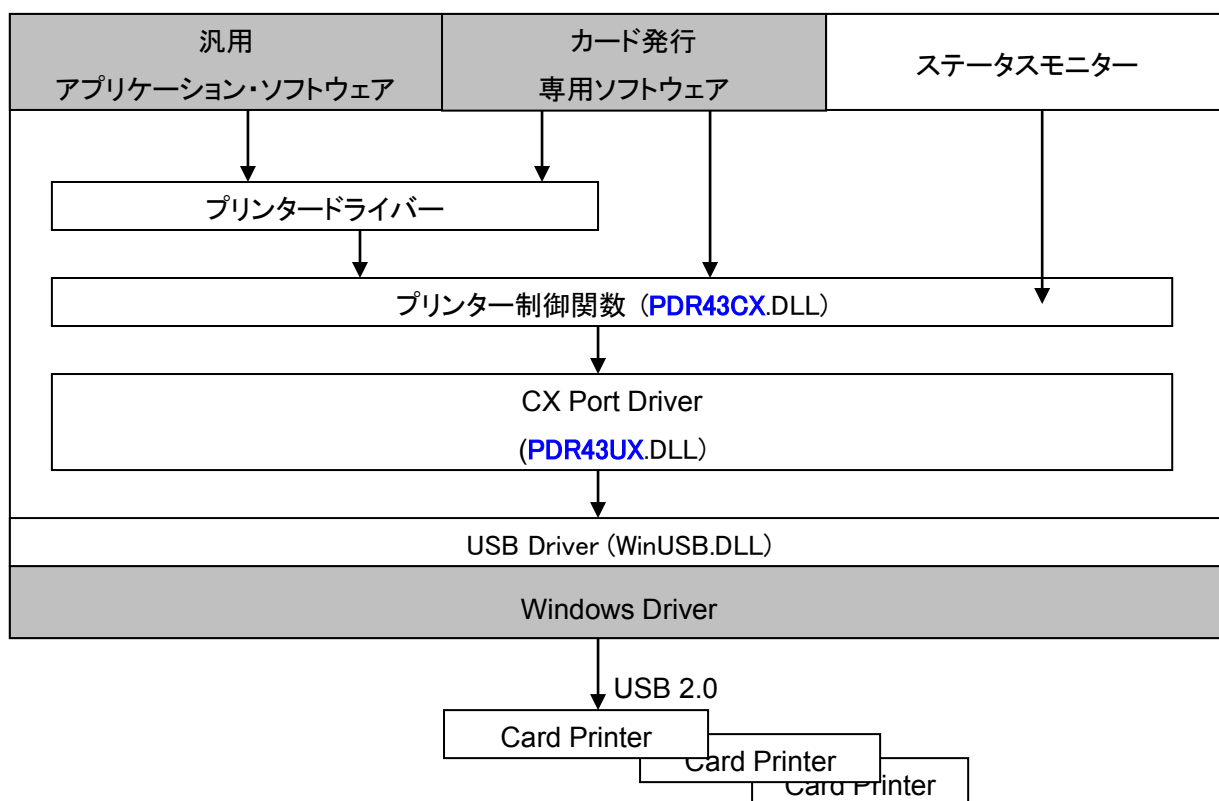 汎用
アプリケーション・ソフトウェア
カード発行
専用ソフトウェア
ステータスモニター
プリンタードライバー
プリンター制御関数 (PDR43CX.DLL)
CX Port Driver
(PDR43UX.DLL)
USB Driver (WinUSB.DLL)
Windows Driver
USB 2.0
Card Printer
Card Printer
Card Printer